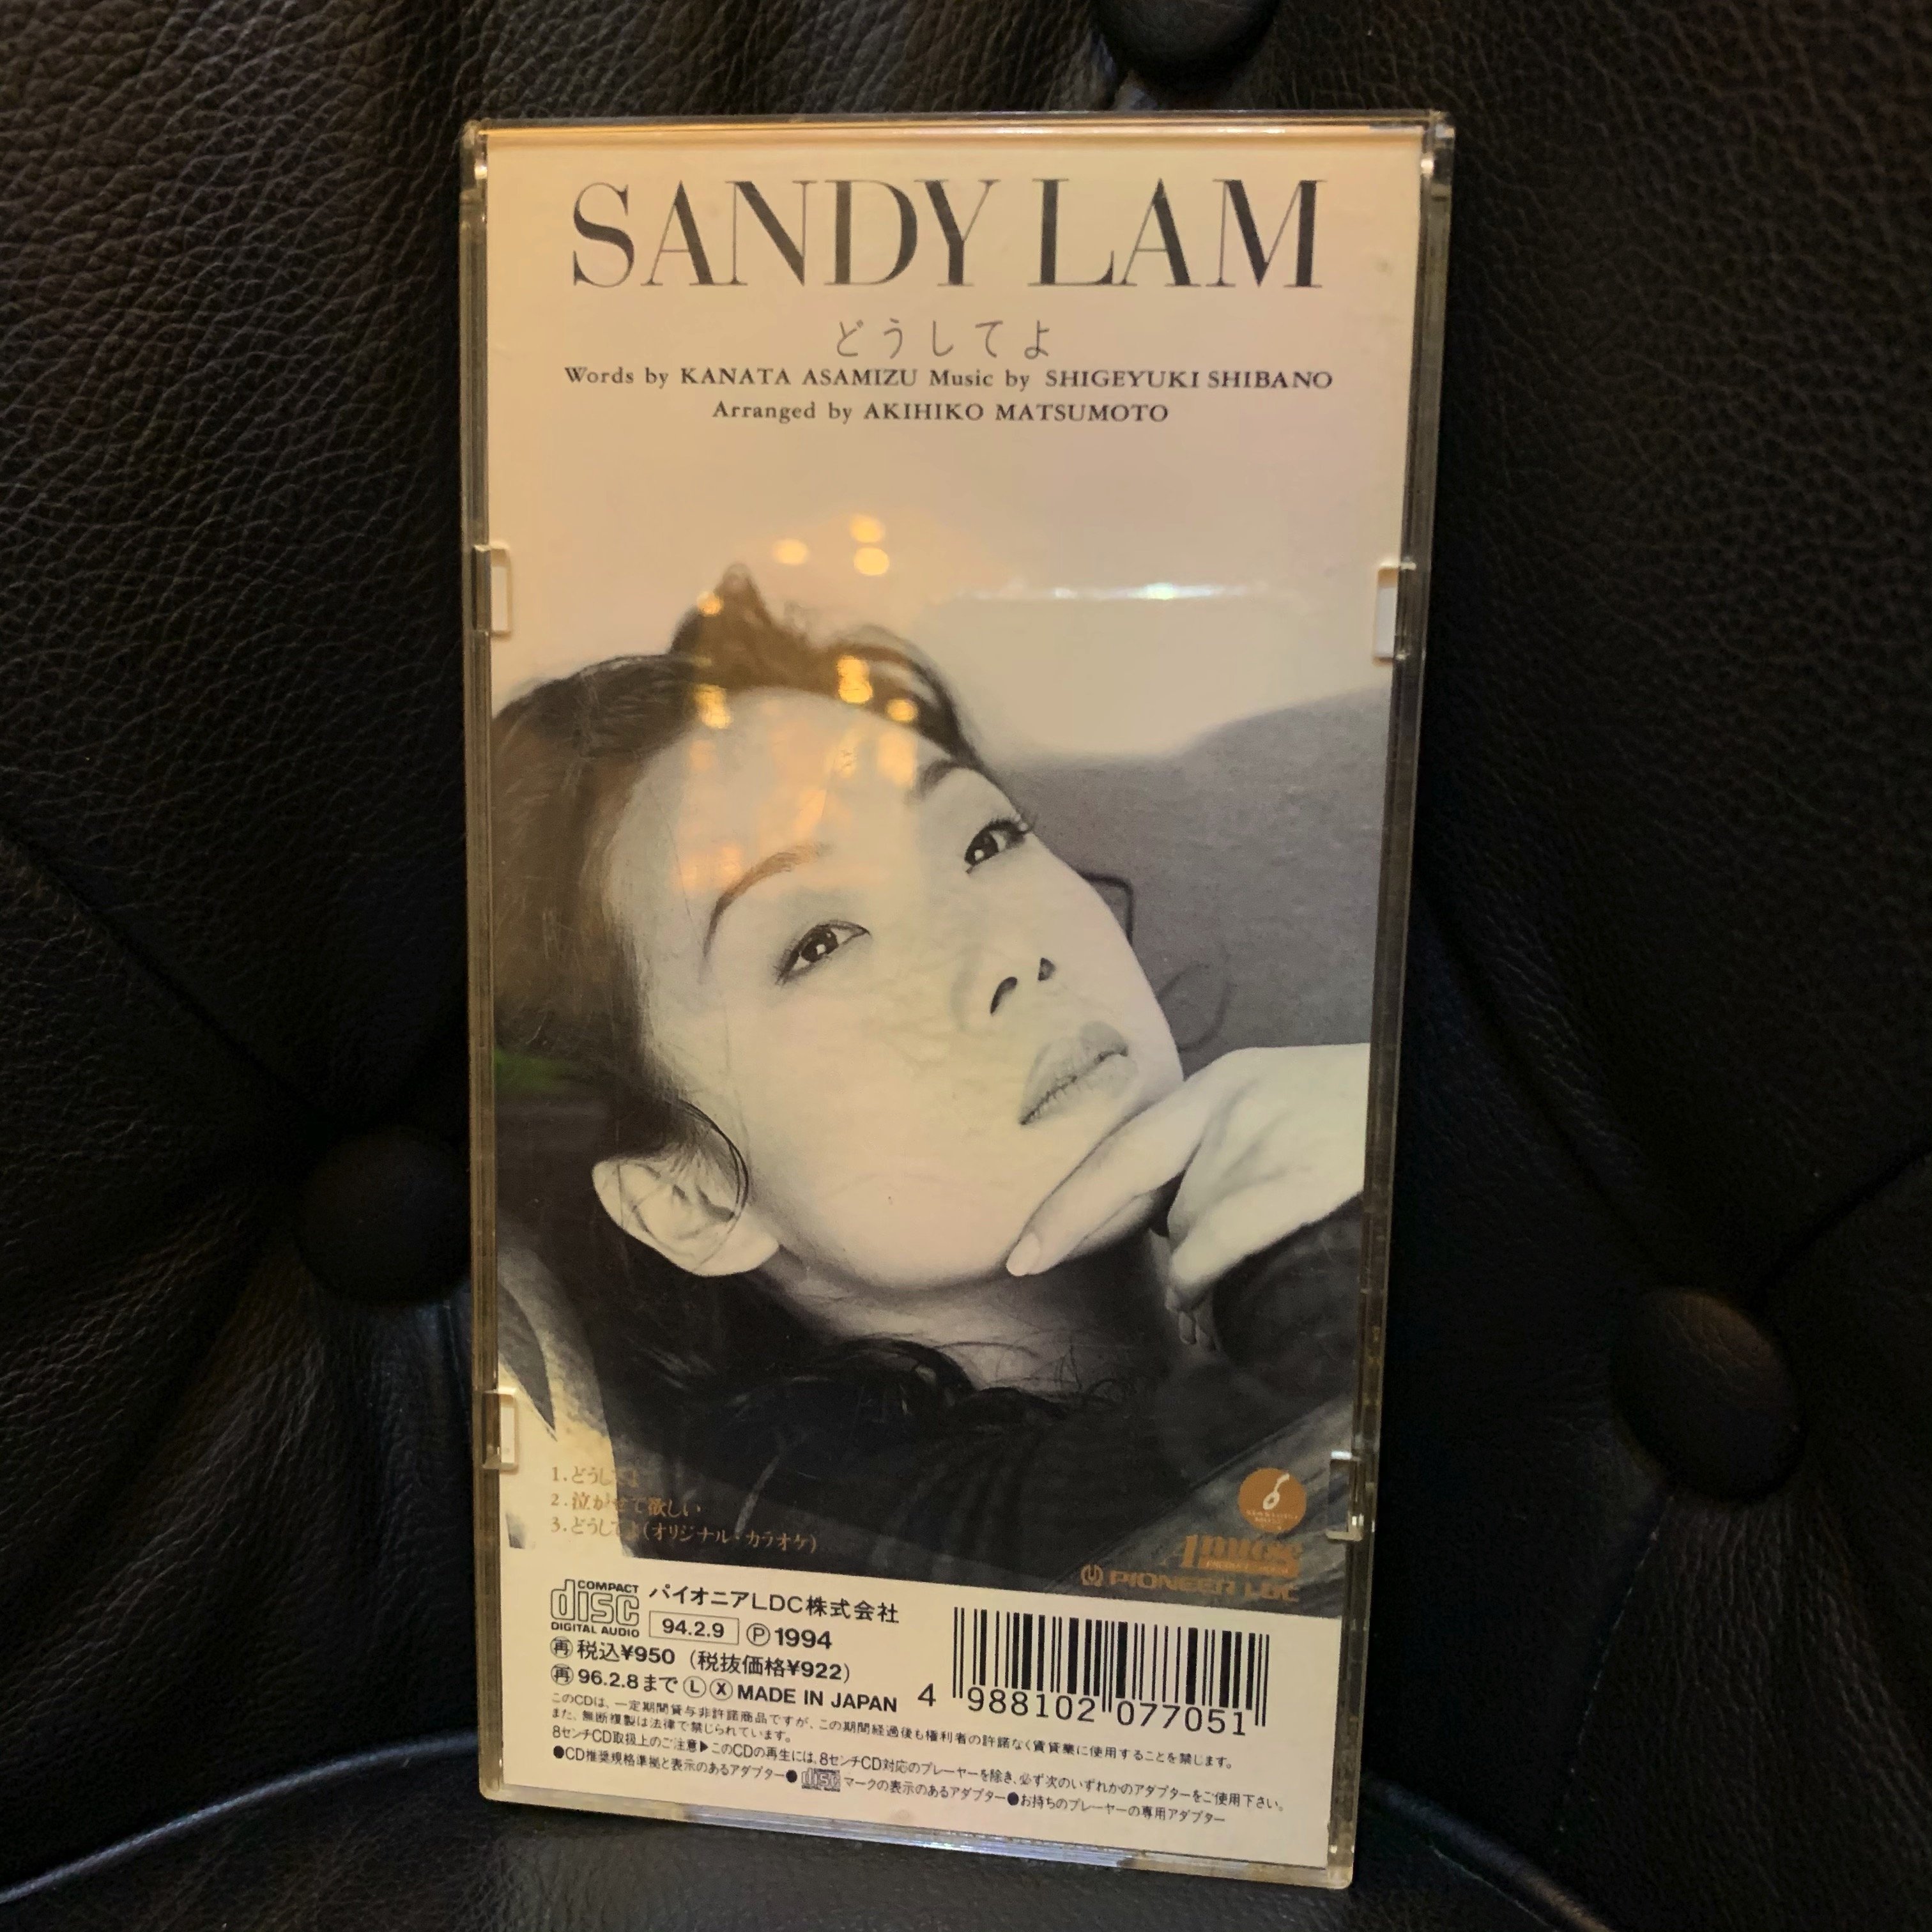 SANDY LAM
どうしてよ
Words by KANATA ASAMIZU Music by SHIGEYUKI SHIBANO
Arranged by AKIHIKO MATSUMOTO
1.どうしてよ
2.泣かせて欲しい
3.どうしてよ(オリジナル・カラオケ)
Amigos
PIONEER LDC
COMPACT disc DIGITAL AUDIO
パイオニアLDC株式会社
94.2.9 Ⓟ1994
再税込¥950 (税抜価格¥922)
再96.2.8まで Ⓛ Ⓧ MADE IN JAPAN
4 988102 077051
このCDは、一定期間貸与非許諾商品ですが、この期間経過後も権利者の許諾なく賃貸業に使用することを禁じます。
また、無断複製は法律で禁じられています。
8センチCD取扱上のご注意▶このCDの再生には、8センチCD対応のプレーヤーを除き、必ず次のいずれかのアダプターをご使用下さい。
●CD推奨規格準拠と表示のあるアダプター●disc マークの表示のあるアダプター●お持ちのプレーヤーの専用アダプター